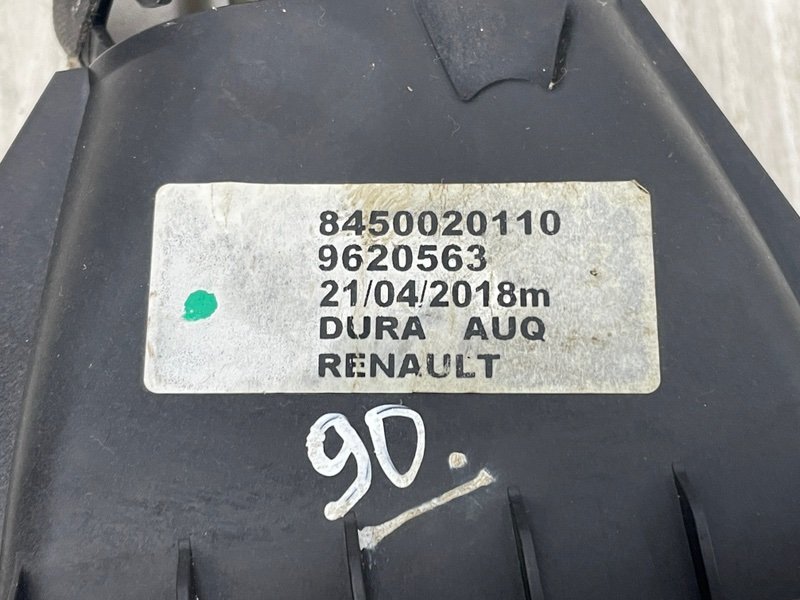 8450020110
9620563
21/04/2018m
DURA AUQ
RENAULT
90.